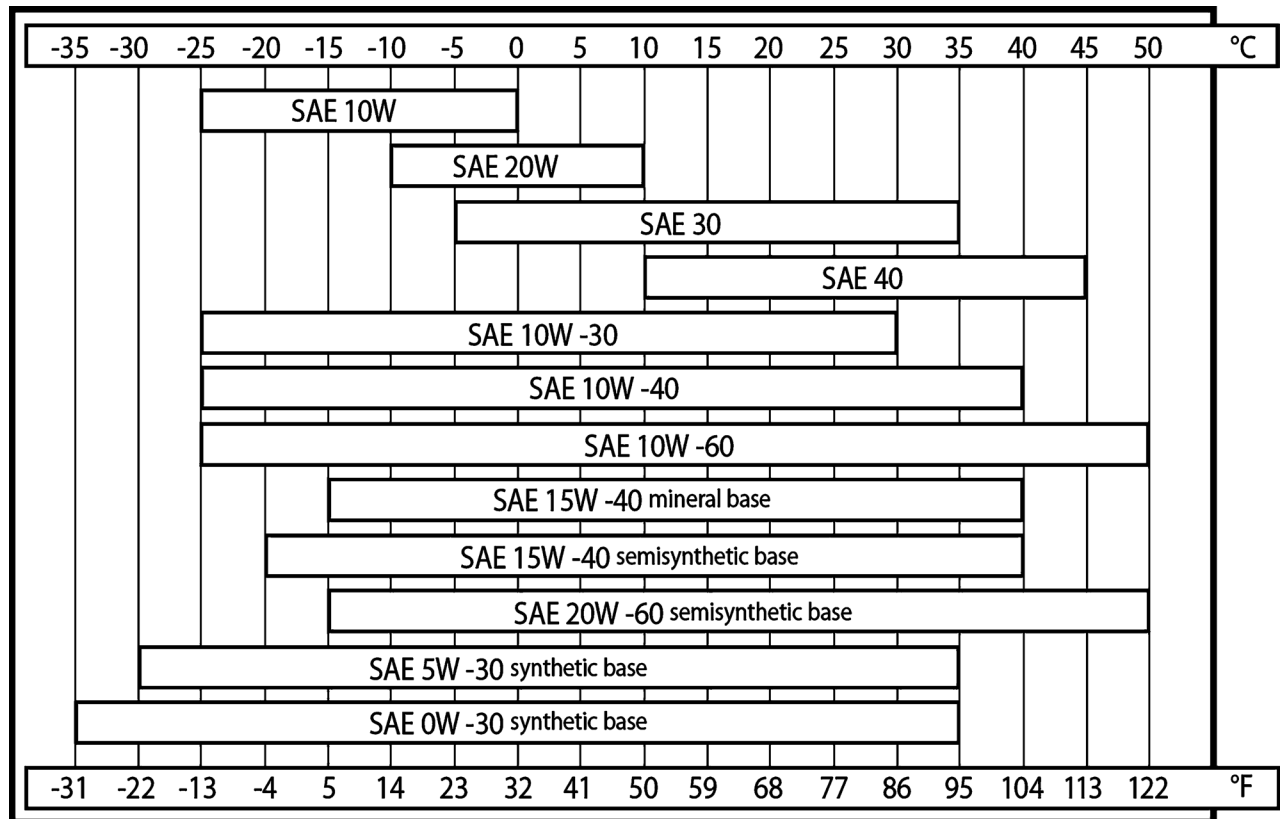 -35 -30 -25 -20 -15 -10 -5 0 5 10 15 20 25 30 35 40 45 50 °C
SAE 10W
SAE 20W
SAE 30
SAE 40
SAE 10W -30
SAE 10W -40
SAE 10W -60
SAE 15W -40 mineral base
SAE 15W -40 semisynthetic base
SAE 20W -60 semisynthetic base
SAE 5W -30 synthetic base
SAE 0W -30 synthetic base
-31 -22 -13 -4 5 14 23 32 41 50 59 68 77 86 95 104 113 122 °F